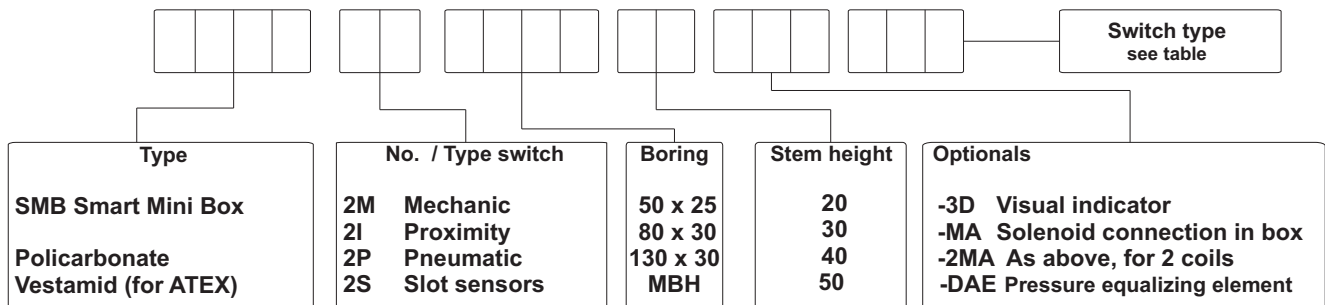 Switch type
see table
Type
SMB Smart Mini Box
Policarbonate
Vestamid (for ATEX)
No. / Type switch
2M Mechanic
2I Proximity
2P Pneumatic
2S Slot sensors
Boring
50 x 25
80 x 30
130 x 30
MBH
Stem height
20
30
40
50
Optionals
-3D Visual indicator
-MA Solenoid connection in box
-2MA As above, for 2 coils
-DAE Pressure equalizing element